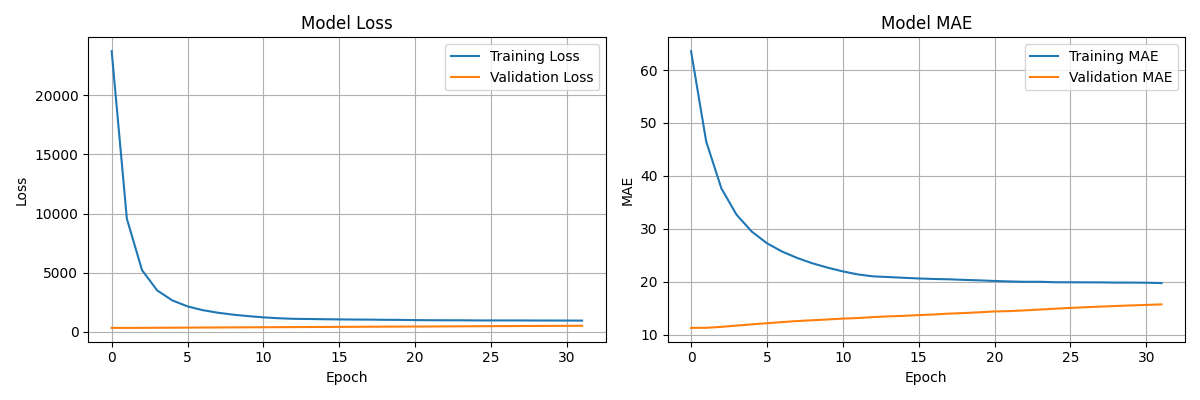 Model Loss
Training Loss
Validation Loss
20000
15000
10000
5000
0
Loss
0 5 10 15 20 25 30
Epoch
Model MAE
Training MAE
Validation MAE
60
50
40
30
20
10
MAE
0 5 10 15 20 25 30
Epoch